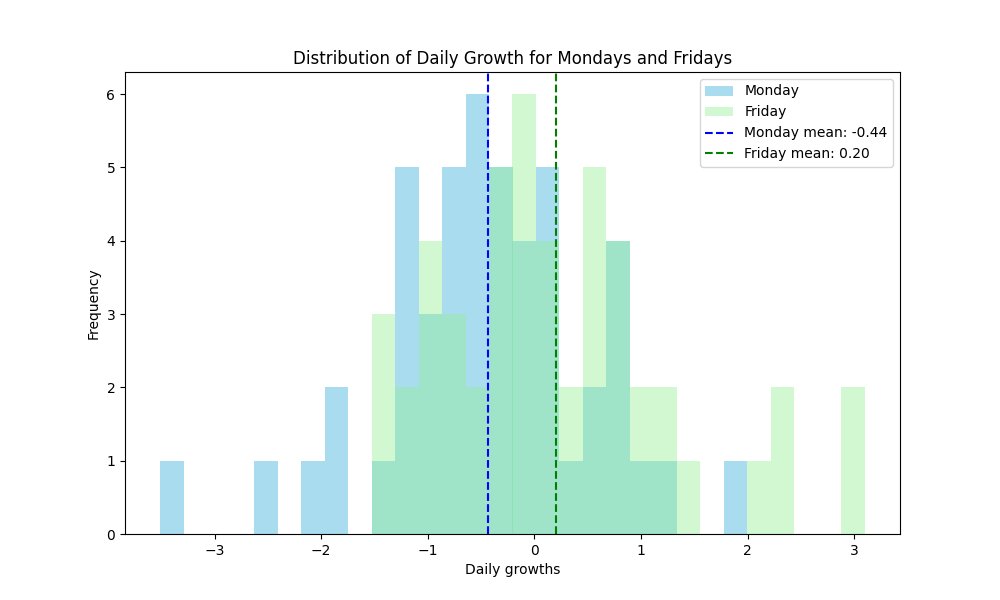 Distribution of Daily Growth for Mondays and Fridays
Monday
Friday
Monday mean: -0.44
Friday mean: 0.20
6
5
4
3
2
1
0
Frequency
−3
−2
−1
0
1
2
3
Daily growths